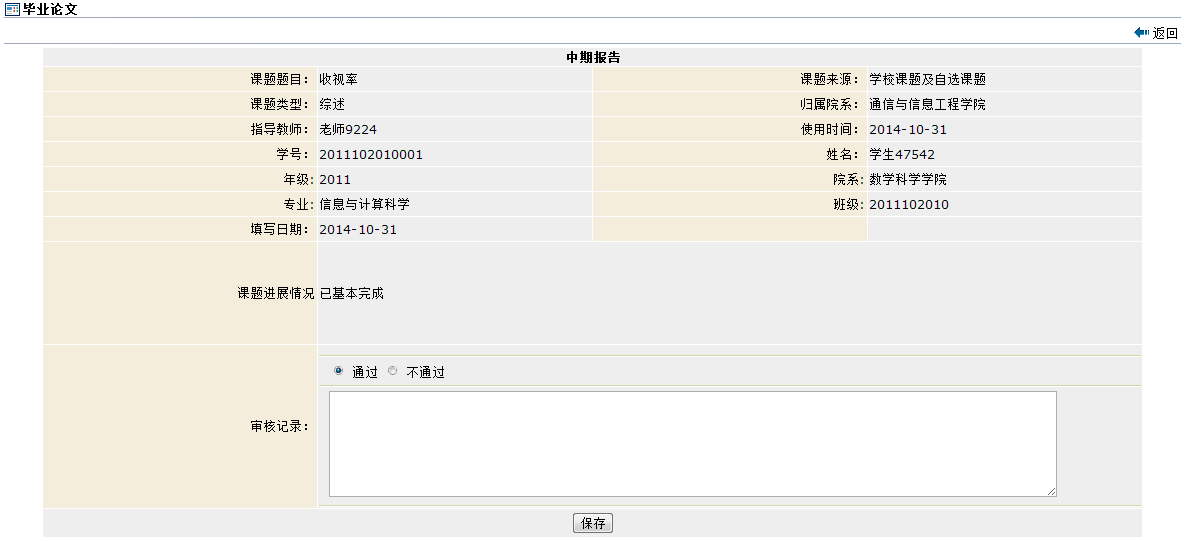 毕业论文
返回
中期报告
课题题目： 收视率 课题来源： 学校课题及自选课题
课题类型： 综述 归属院系： 通信与信息工程学院
指导教师： 老师9224 使用时间： 2014-10-31
学号： 2011102010001 姓名： 学生47542
年级: 2011 院系: 数学科学学院
专业: 信息与计算科学 班级: 2011102010
填写日期： 2014-10-31
课题进展情况 已基本完成
通过 不通过
审核记录：
保存